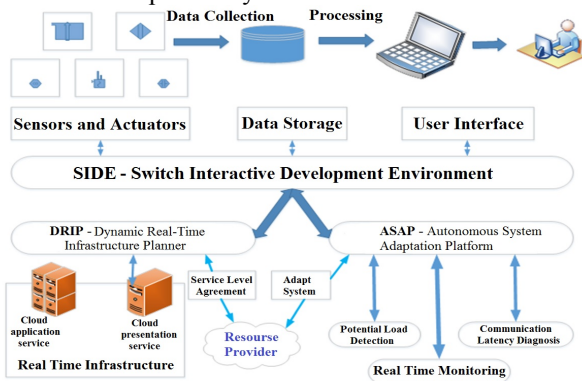 Data Collection
Processing
Sensors and Actuators
Data Storage
User Interface
SIDE - Switch Interactive Development Environment
DRIP - Dynamic Real-Time
Infrastructure Planner
ASAP - Autonomous System
Adaptation Platform
Service Level
Agreement
Adapt
System
Cloud
application
service
Cloud
presentation
service
Real Time Infrastructure
Resourse
Provider
Potential Load
Detection
Communication
Latency Diagnosis
Real Time Monitoring